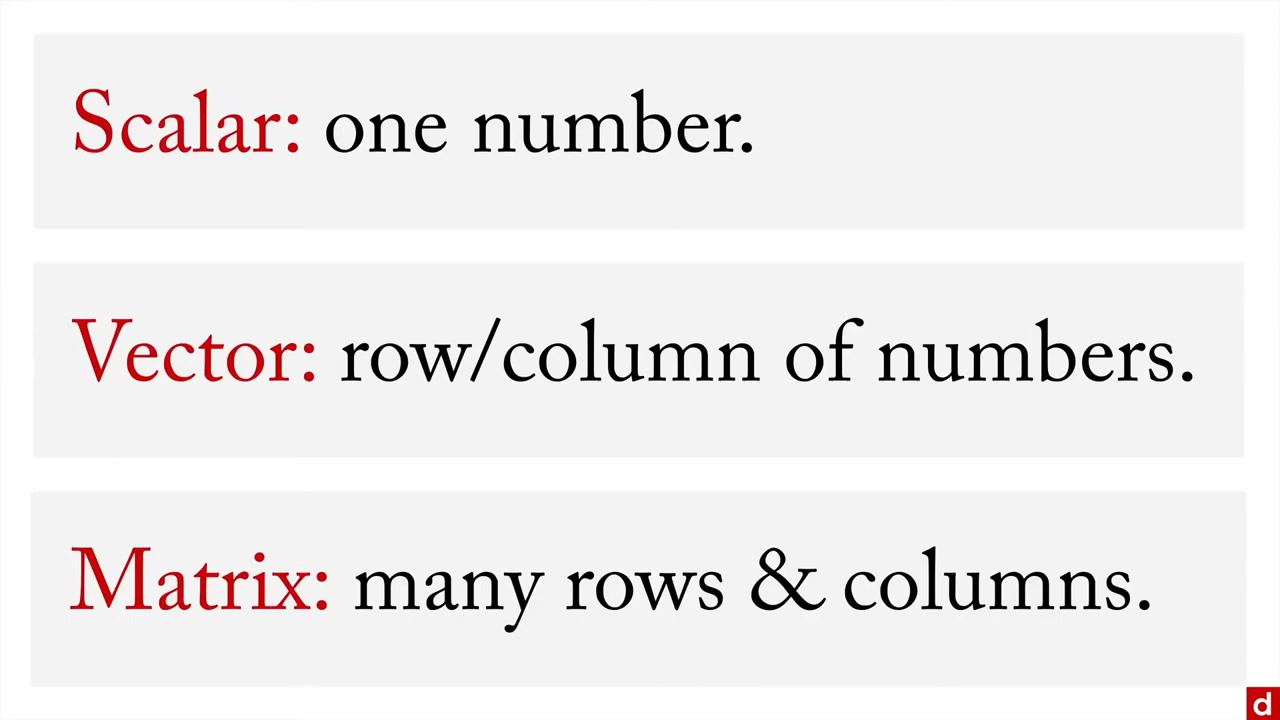 Scalar: one number.
Vector: row/column of numbers.
Matrix: many rows & columns.
d